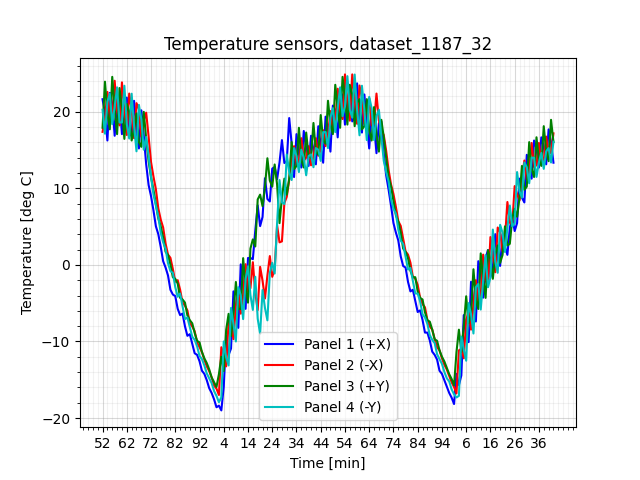 Temperature sensors, dataset_1187_32
Temperature [deg C]
20
10
0
−10
−20
Panel 1 (+X)
Panel 2 (-X)
Panel 3 (+Y)
Panel 4 (-Y)
52 62 72 82 92 4 14 24 34 44 54 64 74 84 94 6 16 26 36
Time [min]